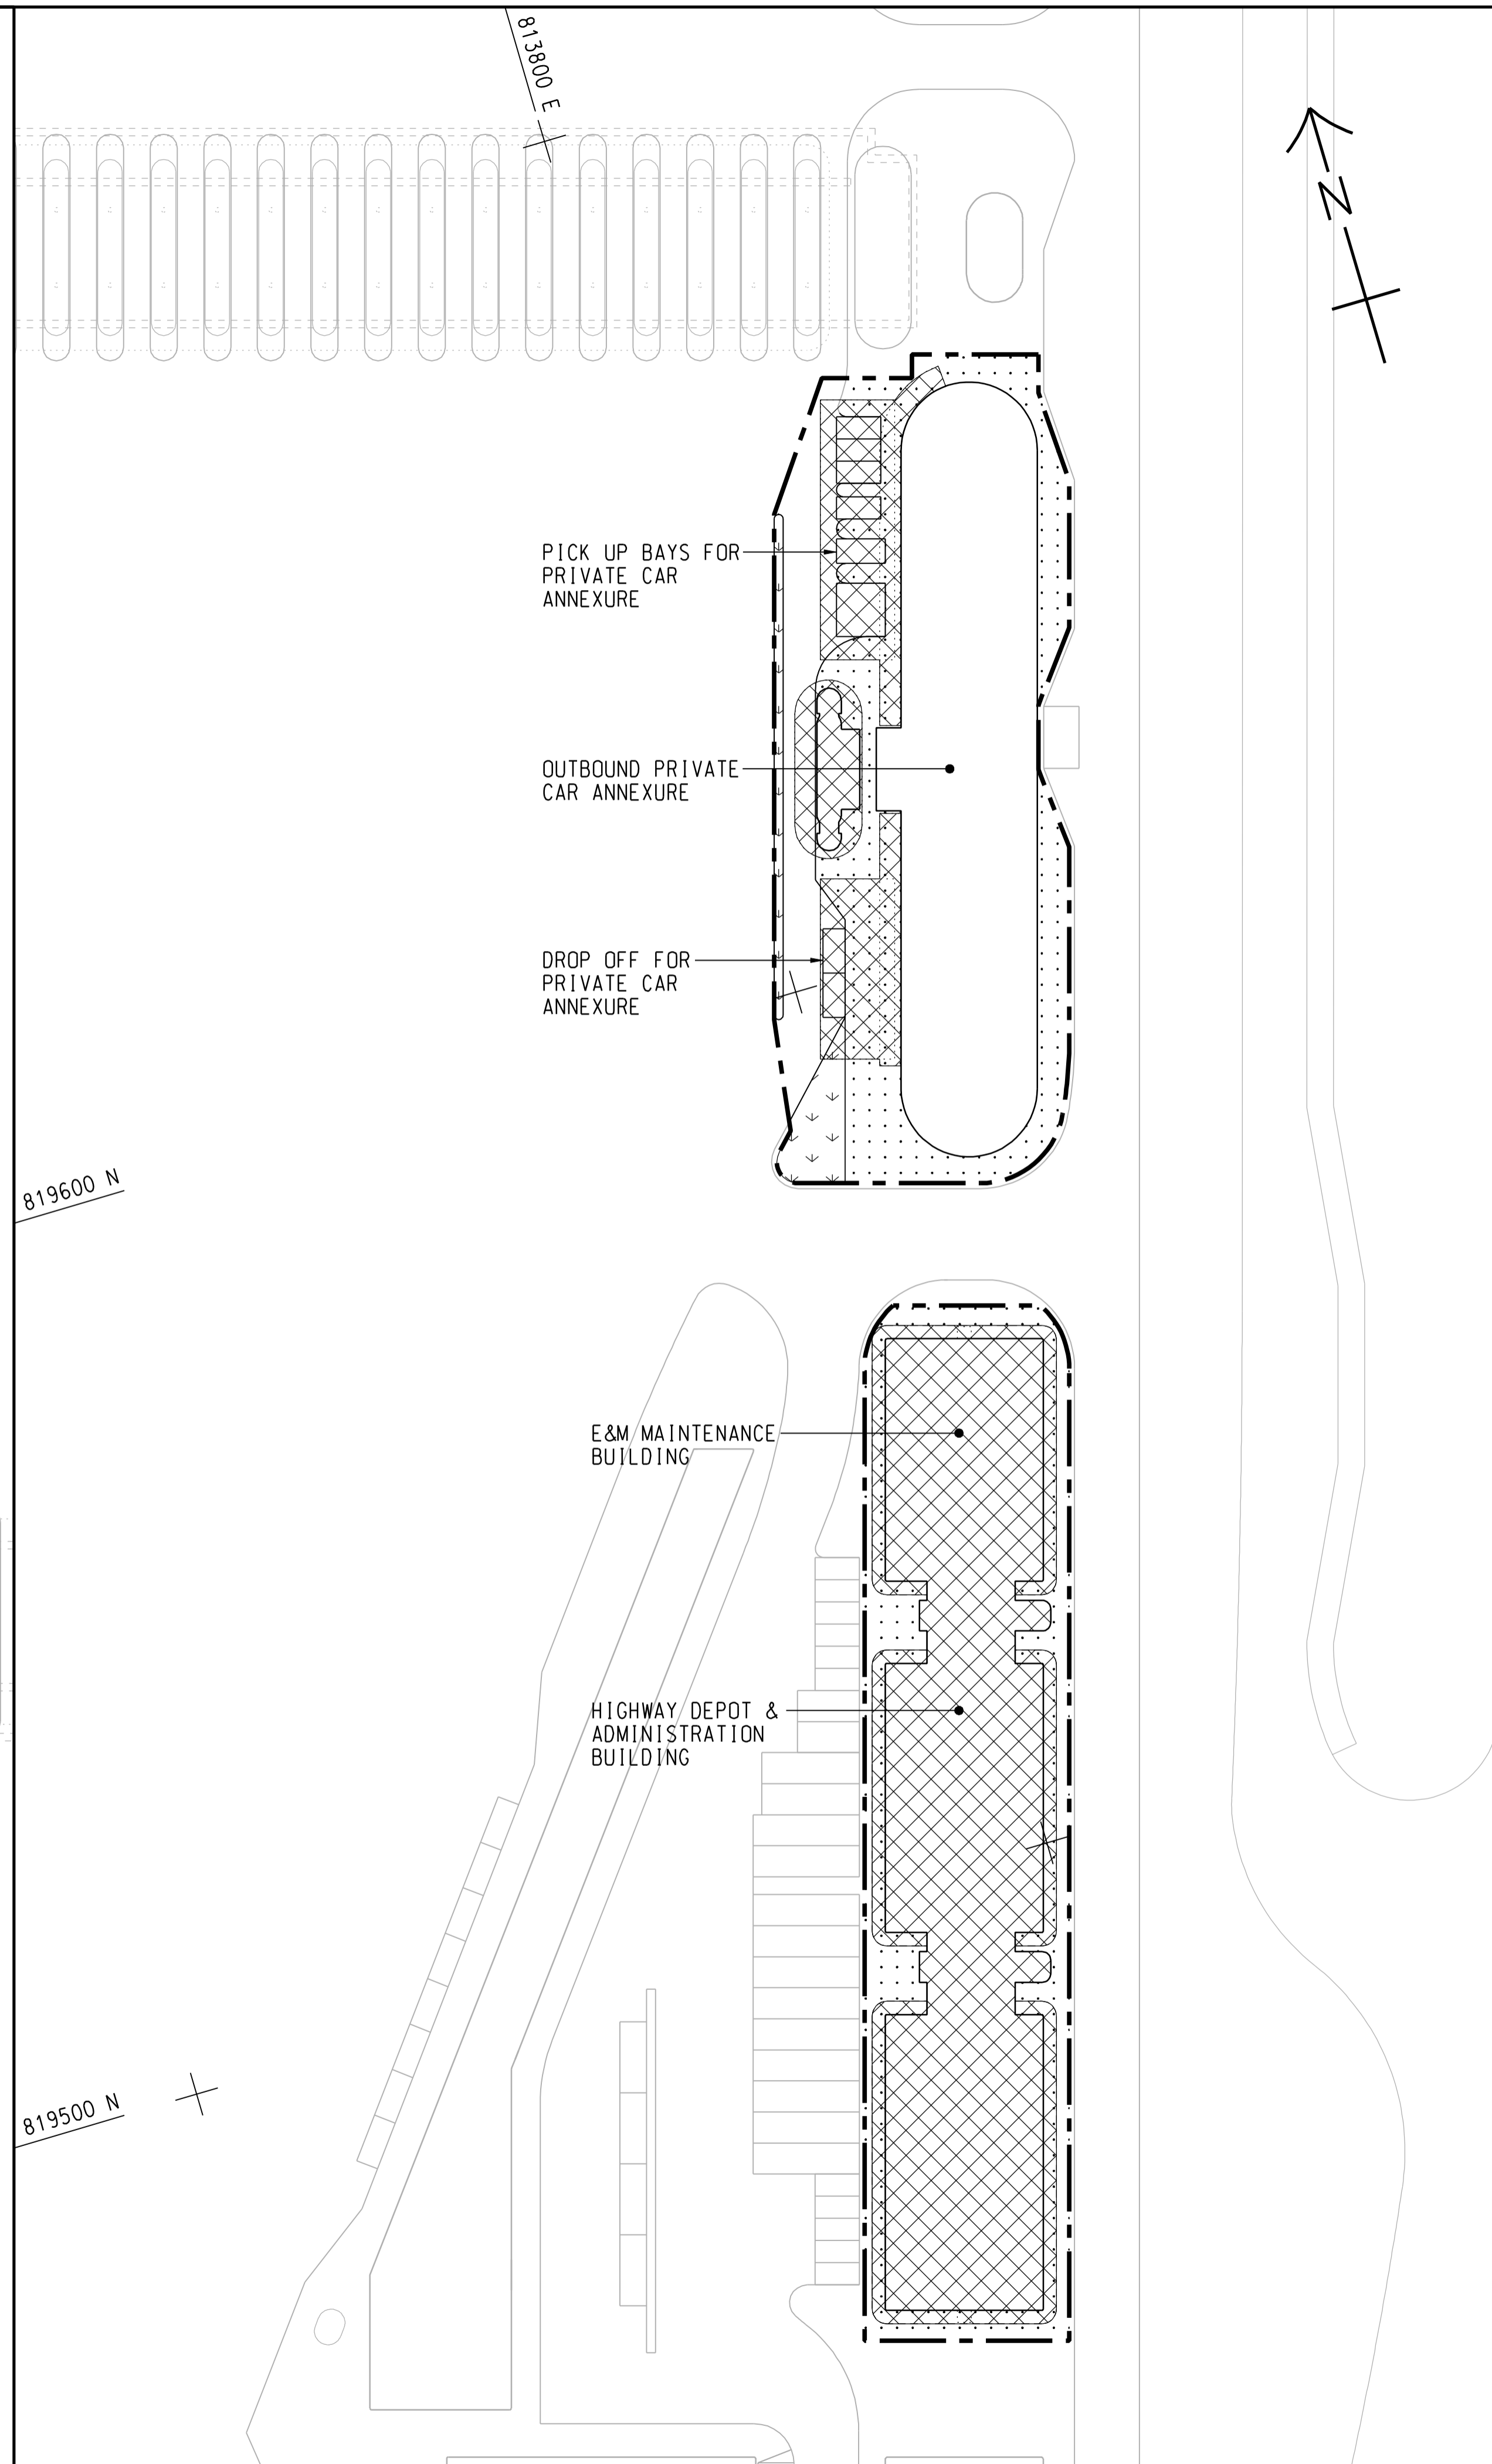 813800 E
N
PICK UP BAYS FOR
PRIVATE CAR
ANNEXURE
OUTBOUND PRIVATE
CAR ANNEXURE
DROP OFF FOR
PRIVATE CAR
ANNEXURE
819600 N
E&M MAINTENANCE
BUILDING
HIGHWAY DEPOT &
ADMINISTRATION
BUILDING
819500 N